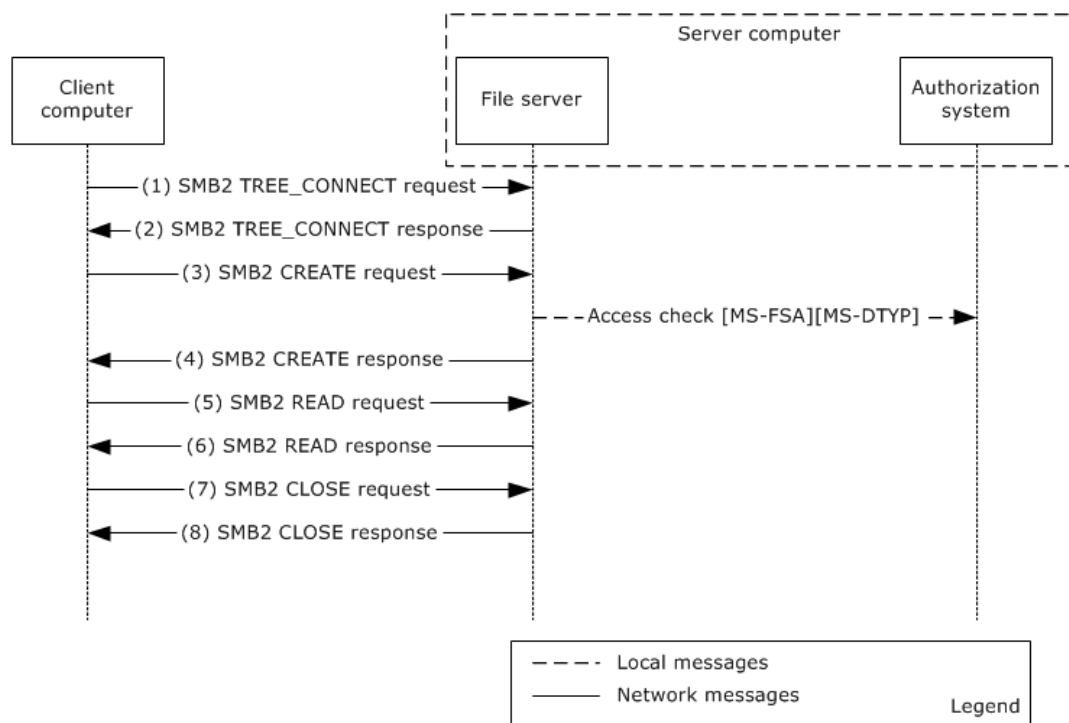 Server computer
Client
computer
File server
Authorization
system
(1) SMB2 TREE_CONNECT request
(2) SMB2 TREE_CONNECT response
(3) SMB2 CREATE request
Access check [MS-FSA][MS-DTYP]
(4) SMB2 CREATE response
(5) SMB2 READ request
(6) SMB2 READ response
(7) SMB2 CLOSE request
(8) SMB2 CLOSE response
Local messages
Network messages
Legend